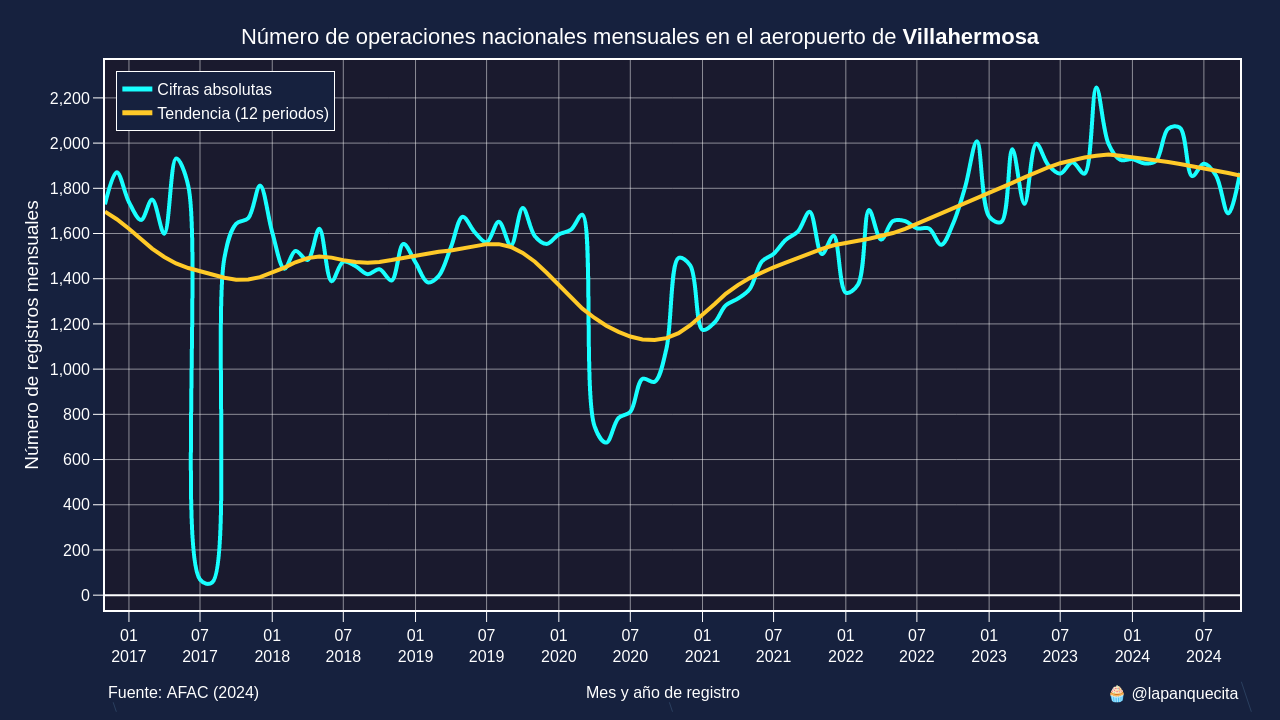 Número de operaciones nacionales mensuales en el aeropuerto de Villahermosa
Cifras absolutas
Tendencia (12 periodos)
Número de registros mensuales
2,200
2,000
1,800
1,600
1,400
1,200
1,000
800
600
400
200
0
01 07 01 07 01 07 01 07 01 07 01 07 01 07 01 07
2017 2017 2018 2018 2019 2019 2020 2020 2021 2021 2022 2022 2023 2023 2024 2024
Fuente: AFAC (2024) Mes y año de registro 🧁 @lapanquecita